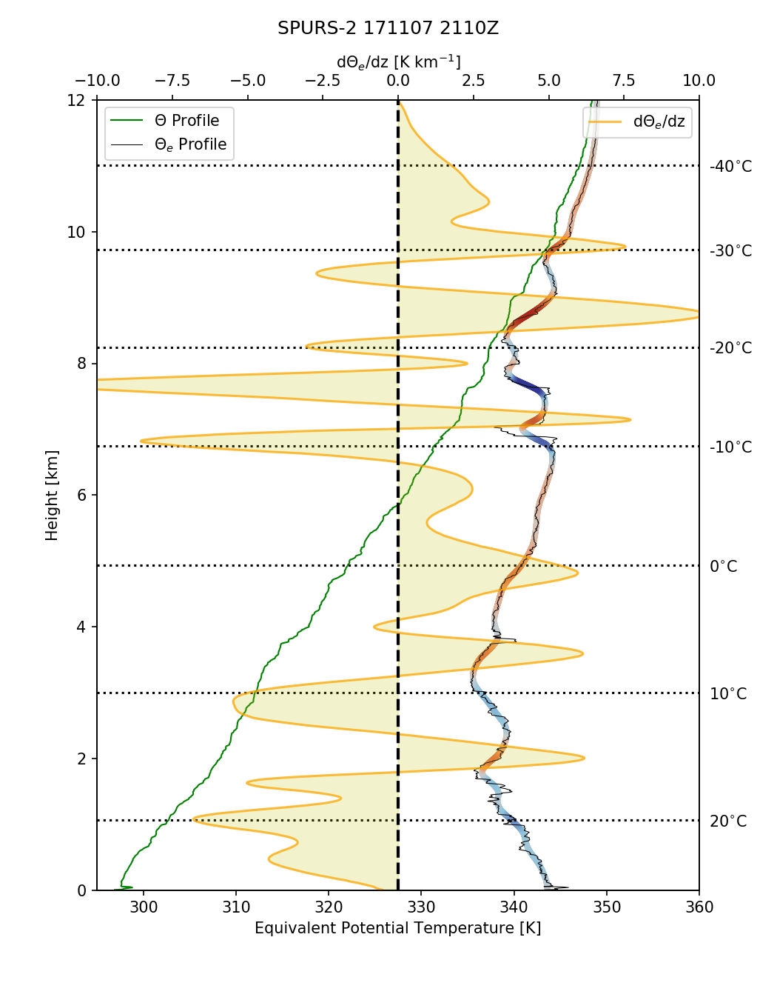 SPURS-2 171107 2110Z
dΘₑ/dz [K km⁻¹]
−10.0 −7.5 −5.0 −2.5 0.0 2.5 5.0 7.5 10.0
Θ Profile
Θₑ Profile
dΘₑ/dz
12
10
8
6
4
2
0
Height [km]
-40°C
-30°C
-20°C
-10°C
0°C
10°C
20°C
300 310 320 330 340 350 360
Equivalent Potential Temperature [K]